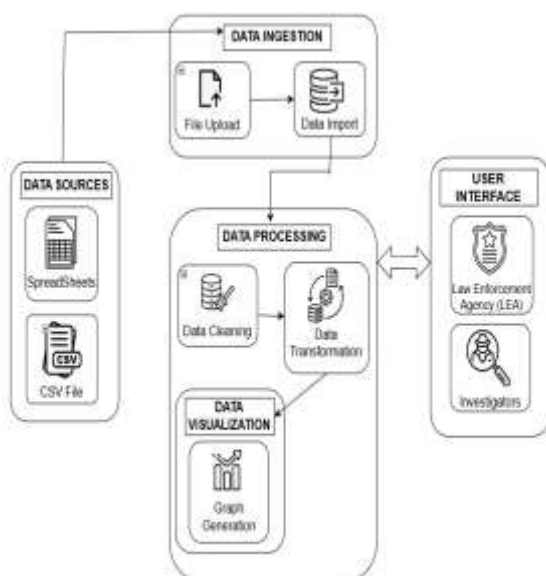 DATA INGESTION
File Upload
Data Import
DATA SOURCES
SpreadSheets
CSV
CSV File
DATA PROCESSING
Data Cleaning
Data
Transformation
DATA
VISUALIZATION
Graph
Generation
USER
INTERFACE
Law Enforcement
Agency (LEA)
Investigators